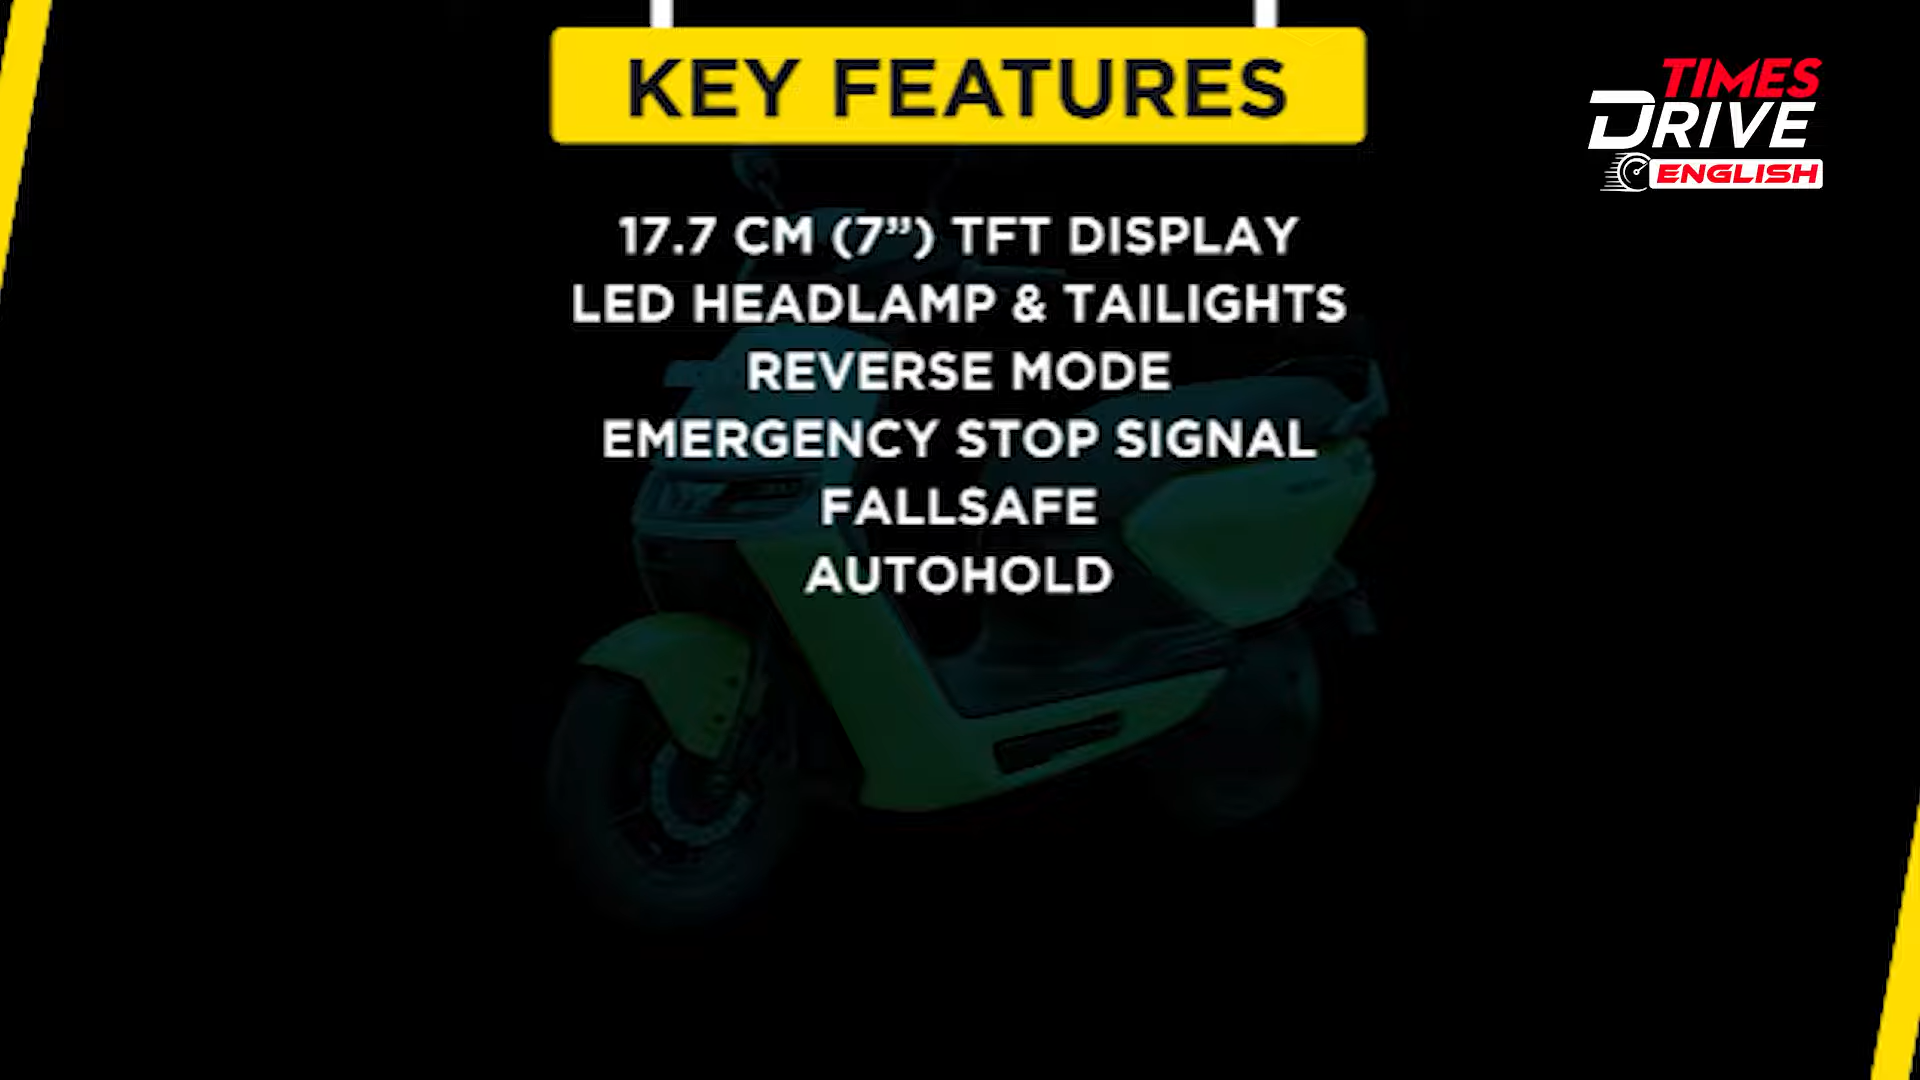 KEY FEATURES
TIMES
DRIVE
ENGLISH
17.7 CM (7”) TFT DISPLAY
LED HEADLAMP & TAILIGHTS
REVERSE MODE
EMERGENCY STOP SIGNAL
FALLSAFE
AUTOHOLD